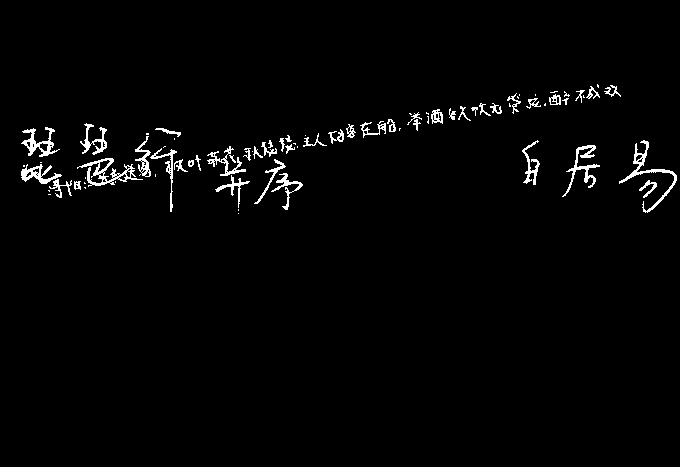 琵琶行 并序 白居易
浔阳江头夜送客,枫叶荻花秋瑟瑟.主人下马客在船,举酒欲饮无管弦.醉不成欢